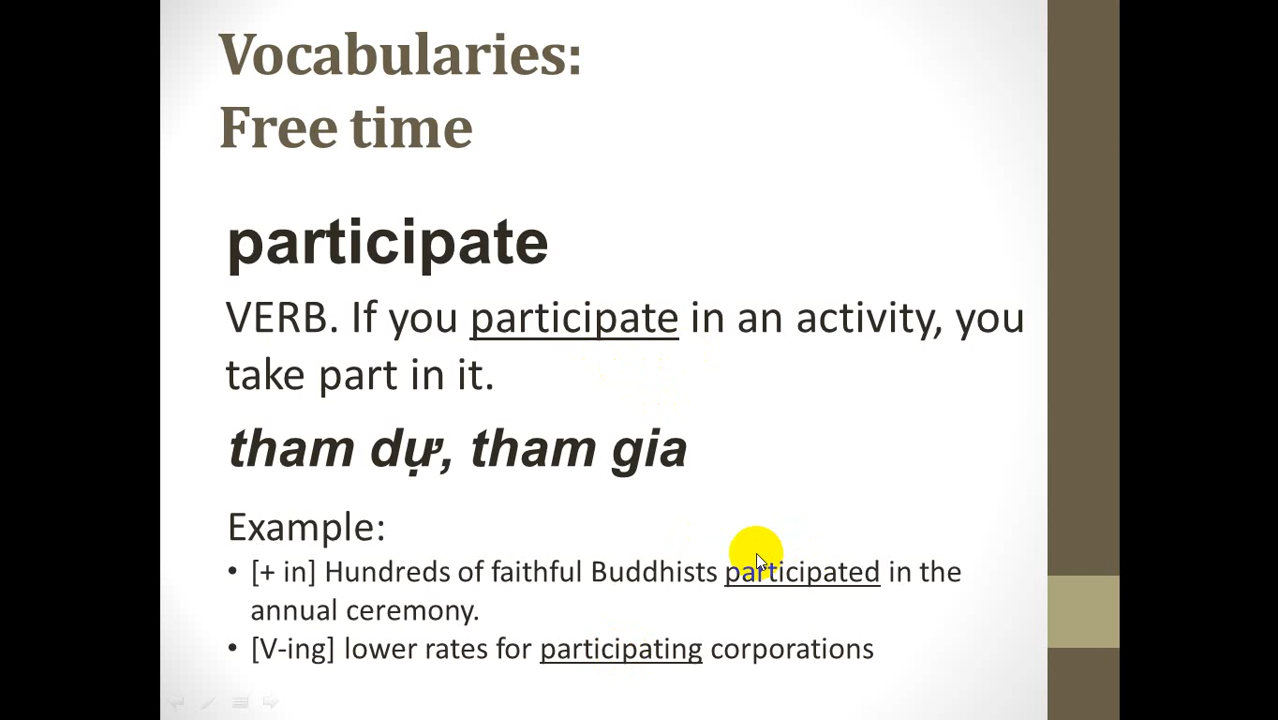 Vocabularies:
Free time
participate
VERB. If you participate in an activity, you
take part in it.
tham dự, tham gia
Example:
• [+ in] Hundreds of faithful Buddhists participated in the
annual ceremony.
• [V-ing] lower rates for participating corporations